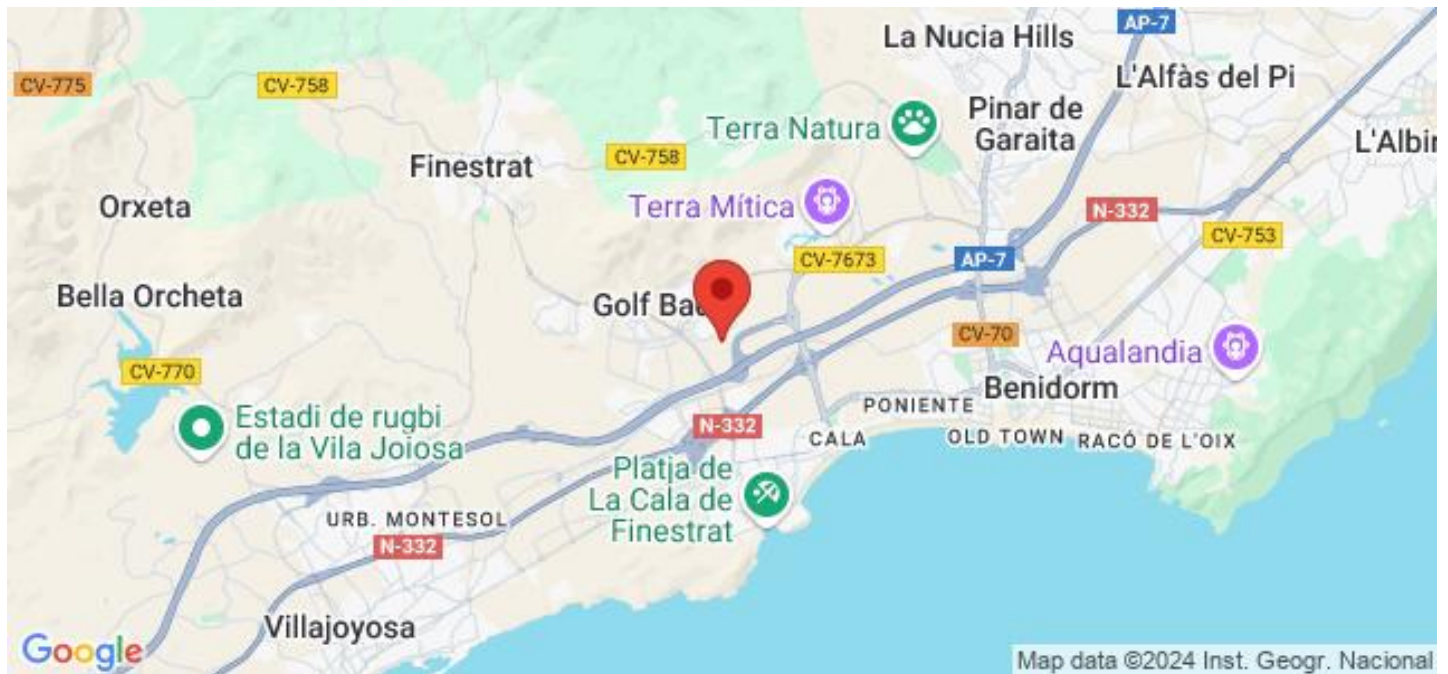 AP-7
La Nucia Hills
L'Alfàs del Pi
CV-775
CV-758
Pinar de
Garaita
Terra Natura
L'Albir
Finestrat
CV-758
Orxeta
Terra Mítica
N-332
CV-753
CV-7673
AP-7
Bella Orcheta
Golf Ba
CV-70
Aqualandia
CV-770
Benidorm
PONIENTE
Estadi de rugbi
de la Vila Joiosa
N-332
CALA
OLD TOWN
RACÓ DE L'OIX
Platja de
La Cala de
Finestrat
URB. MONTESOL
N-332
Villajoyosa
Google
Map data ©2024 Inst. Geogr. Nacional